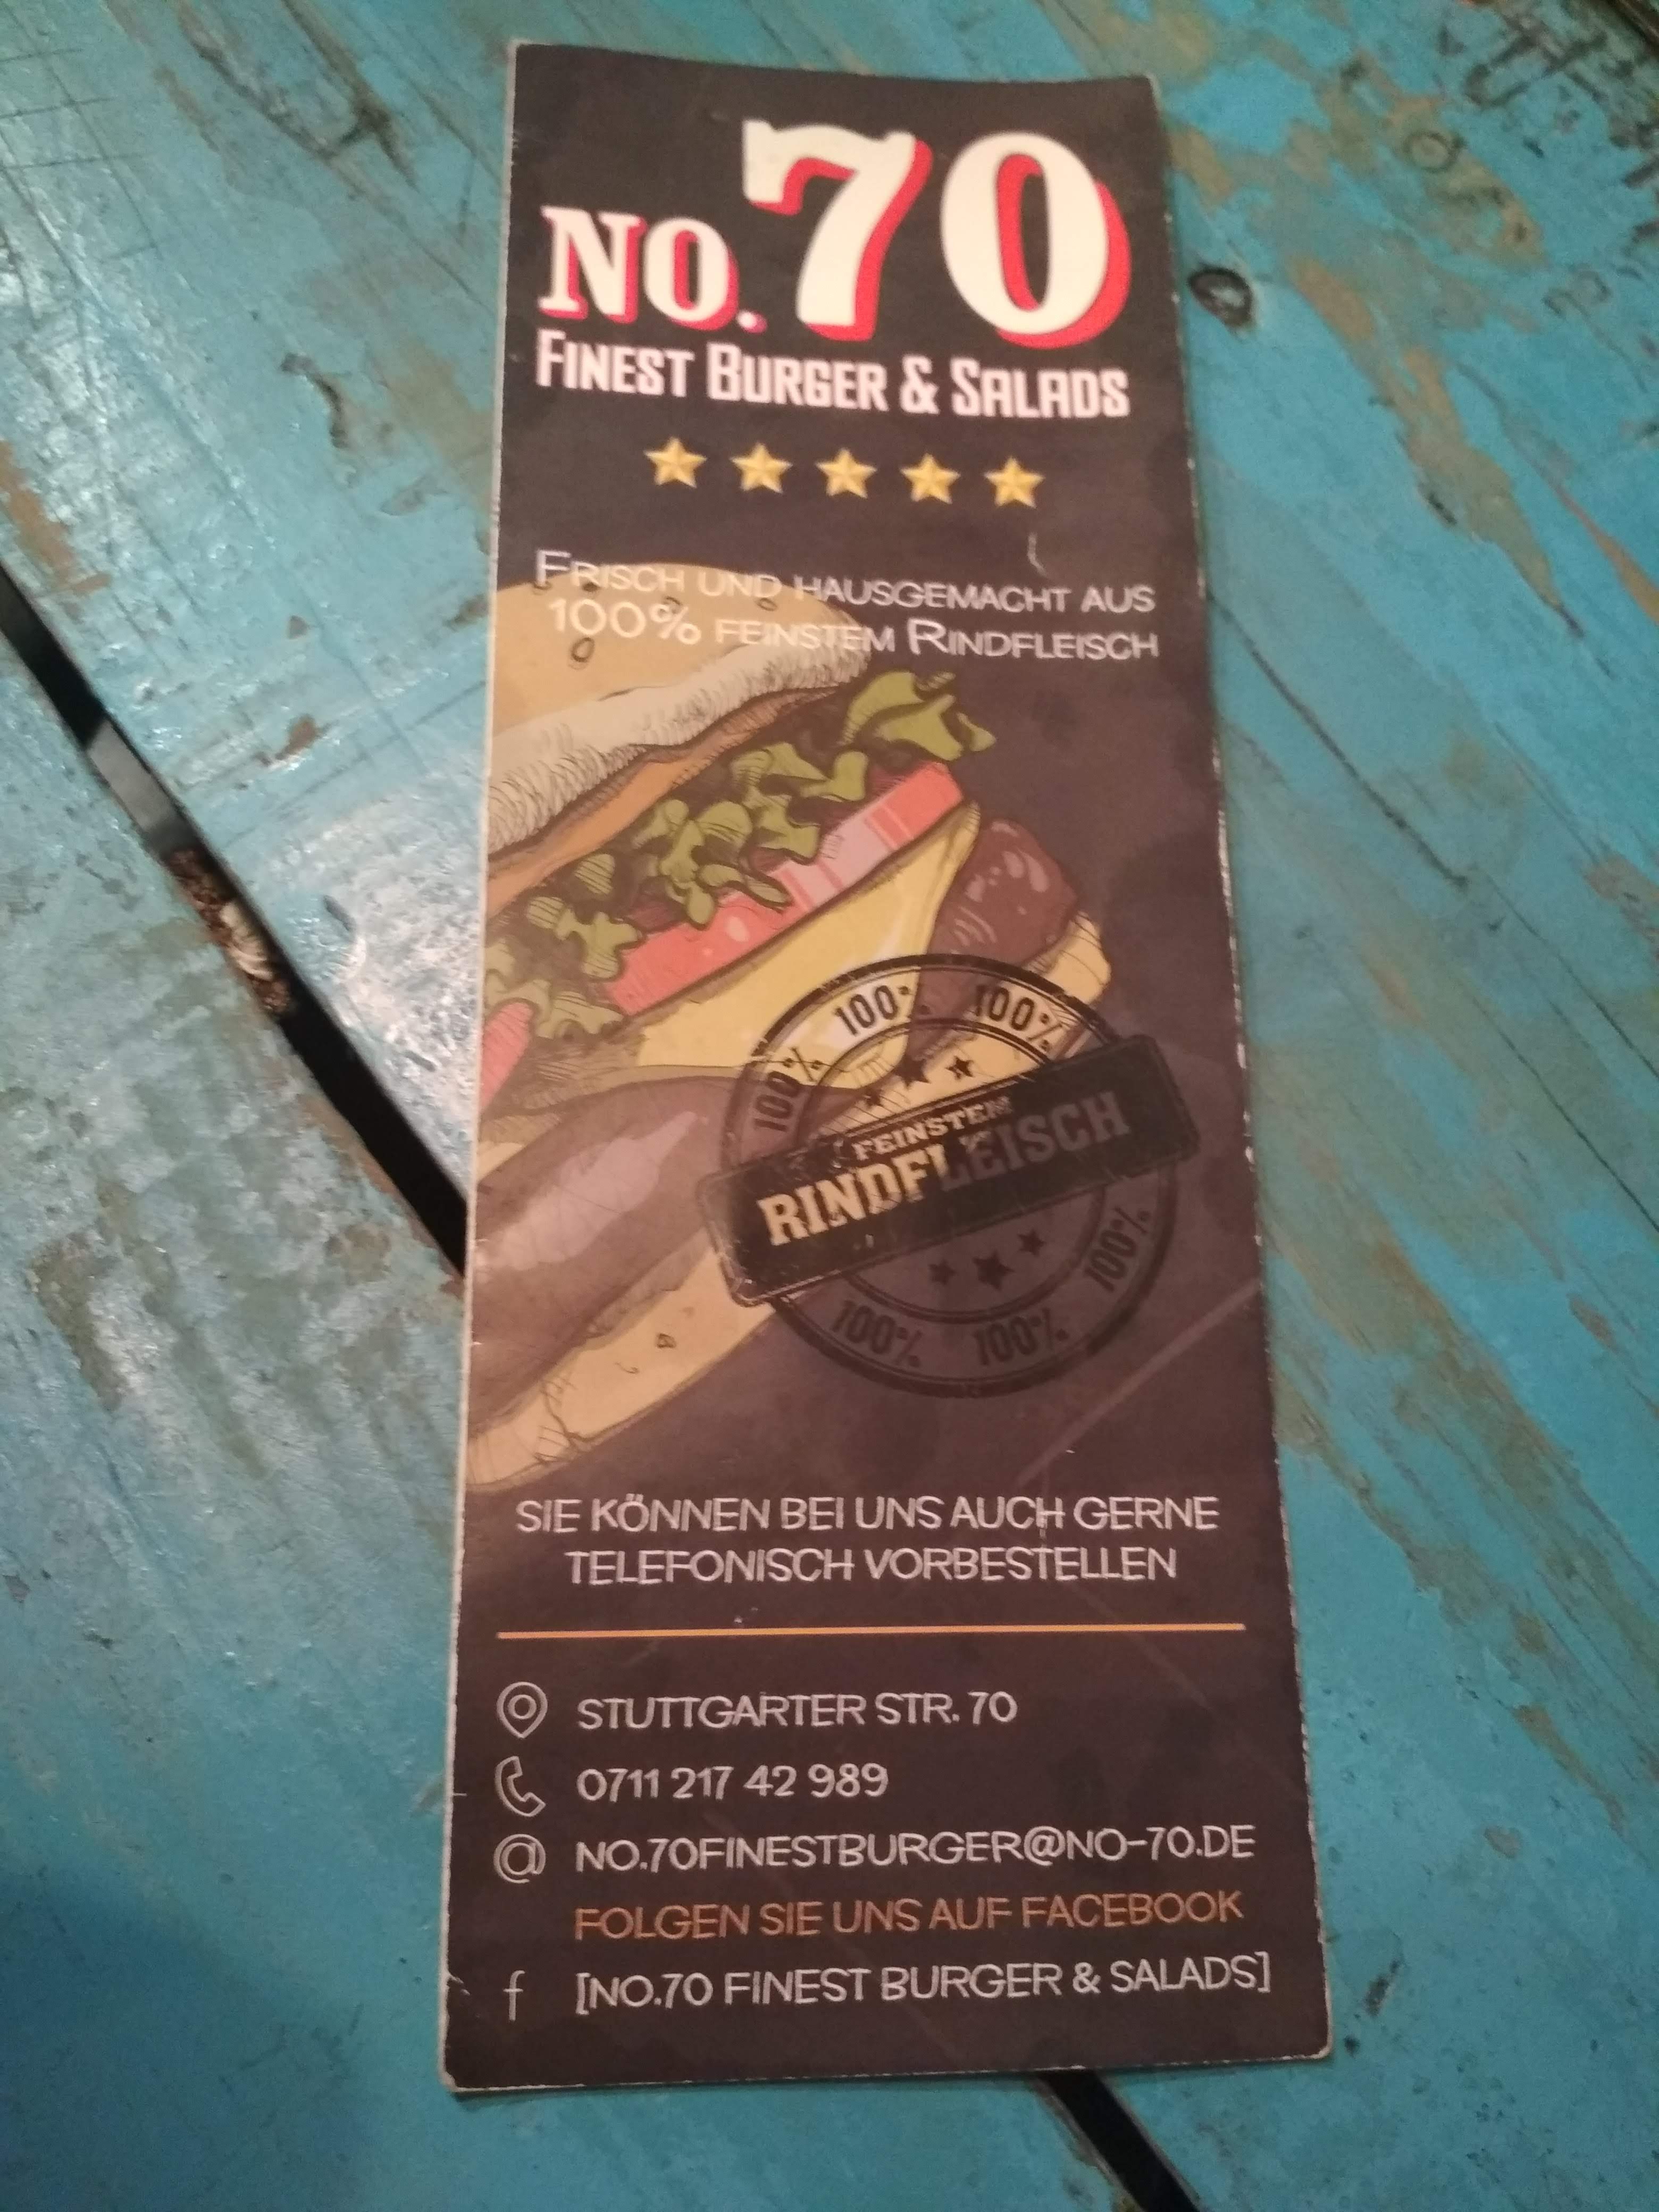 NO. 70
FINEST BURGER & SALADS
FRISCH UND HAUSGEMACHT AUS
100% FEINSTEM RINDFLEISCH
100% 100% 100%
FEINSTEM
RINDFLEISCH
100% 100% 100%
SIE KÖNNEN BEI UNS AUCH GERNE
TELEFONISCH VORBESTELLEN
STUTTGARTER STR. 70
0711 217 42 989
@ NO.70FINESTBURGER@NO-70.DE
FOLGEN SIE UNS AUF FACEBOOK
f [NO.70 FINEST BURGER & SALADS]